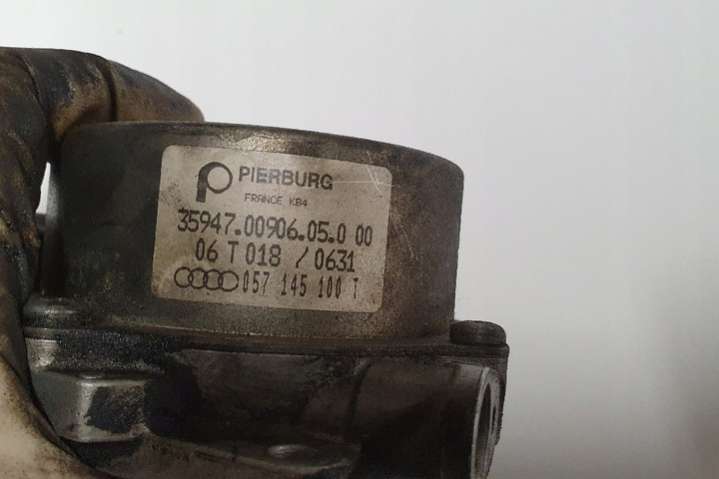 PIERBURG
FRANCE KB4
35947.00906.05.0 00
06 T 018 / 0631
057 145 100 T